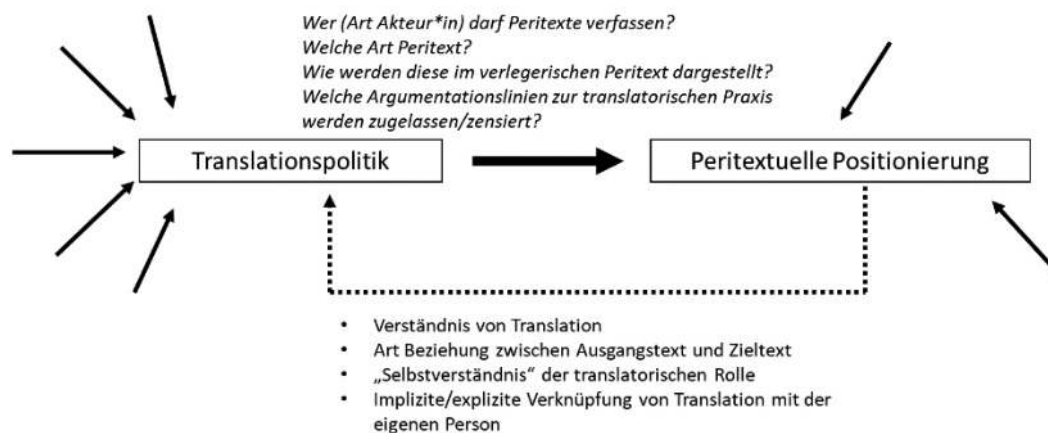 Wer (Art Akteur*in) darf Peritexte verfassen?
Welche Art Peritext?
Wie werden diese im verlegerischen Peritext dargestellt?
Welche Argumentationslinien zur translatorischen Praxis
werden zugelassen/zensiert?
Translationspolitik
Peritextuelle Positionierung
• Verständnis von Translation
• Art Beziehung zwischen Ausgangstext und Zieltext
• „Selbstverständnis“ der translatorischen Rolle
• Implizite/explizite Verknüpfung von Translation mit der
eigenen Person